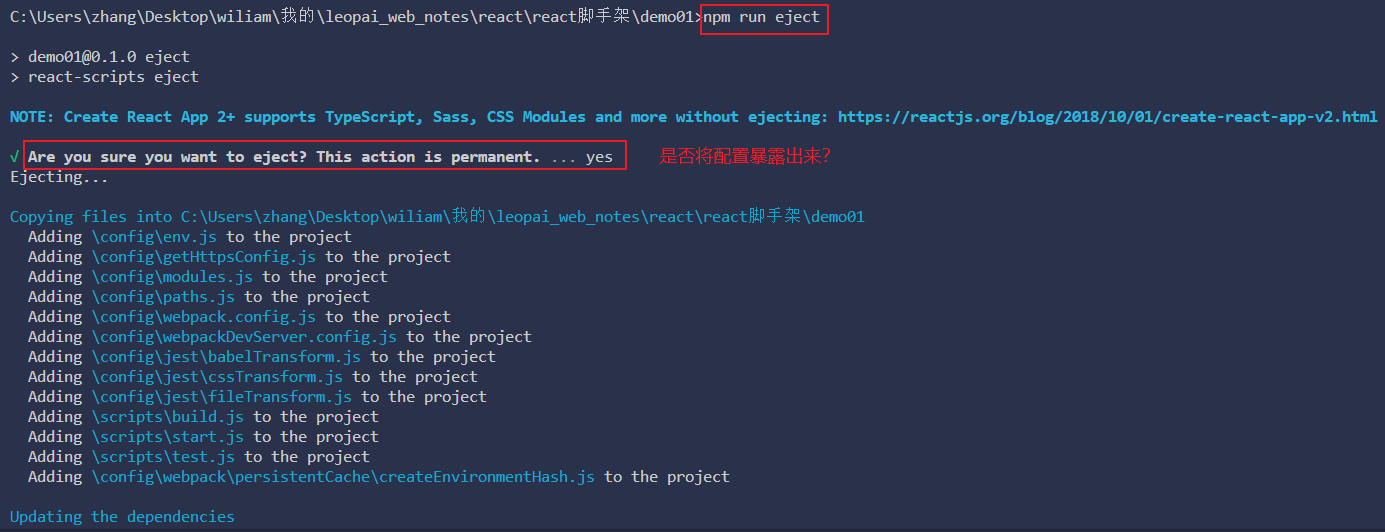 C:\Users\zhang\Desktop\wiliam\我的\leopai_web_notes\react\react脚手架\demo01>npm run eject
> demo01@0.1.0 eject
> react-scripts eject
NOTE: Create React App 2+ supports TypeScript, Sass, CSS Modules and more without ejecting: https://reactjs.org/blog/2018/10/01/create-react-app-v2.html
√ Are you sure you want to eject? This action is permanent. ... yes 是否将配置暴露出来?
Ejecting...
Copying files into C:\Users\zhang\Desktop\wiliam\我的\leopai_web_notes\react\react脚手架\demo01
Adding \config\env.js to the project
Adding \config\getHttpsConfig.js to the project
Adding \config\modules.js to the project
Adding \config\paths.js to the project
Adding \config\webpack.config.js to the project
Adding \config\webpackDevServer.config.js to the project
Adding \config\jest\babelTransform.js to the project
Adding \config\jest\cssTransform.js to the project
Adding \config\jest\fileTransform.js to the project
Adding \scripts\build.js to the project
Adding \scripts\start.js to the project
Adding \scripts\test.js to the project
Adding \config\webpack\persistentCache\createEnvironmentHash.js to the project
Updating the dependencies